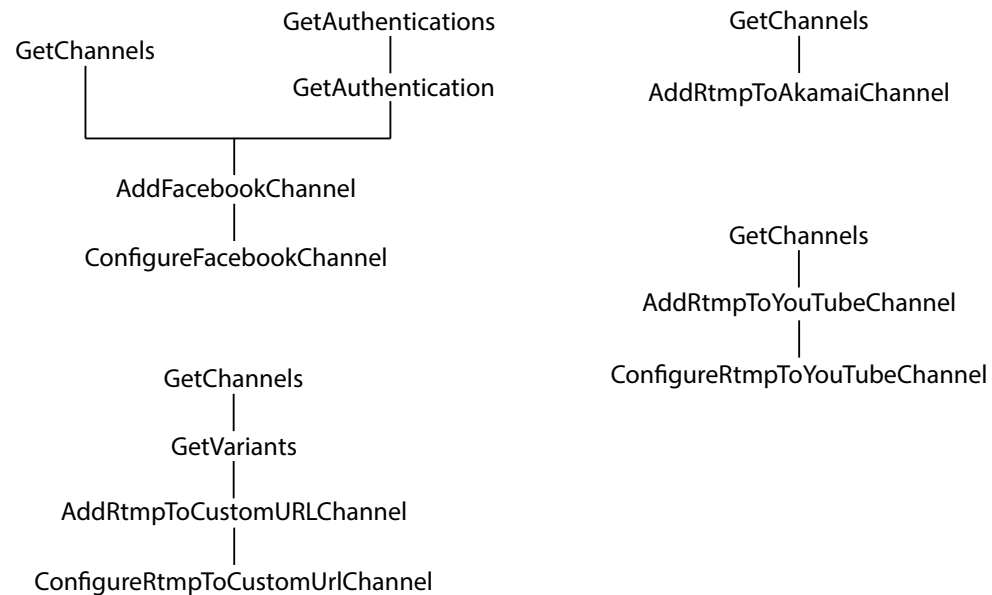 GetChannels
GetAuthentications
GetAuthentication
AddFacebookChannel
ConfigureFacebookChannel
GetChannels
AddRtmpToAkamaiChannel
GetChannels
AddRtmpToYouTubeChannel
ConfigureRtmpToYouTubeChannel
GetChannels
GetVariants
AddRtmpToCustomURLChannel
ConfigureRtmpToCustomUrlChannel